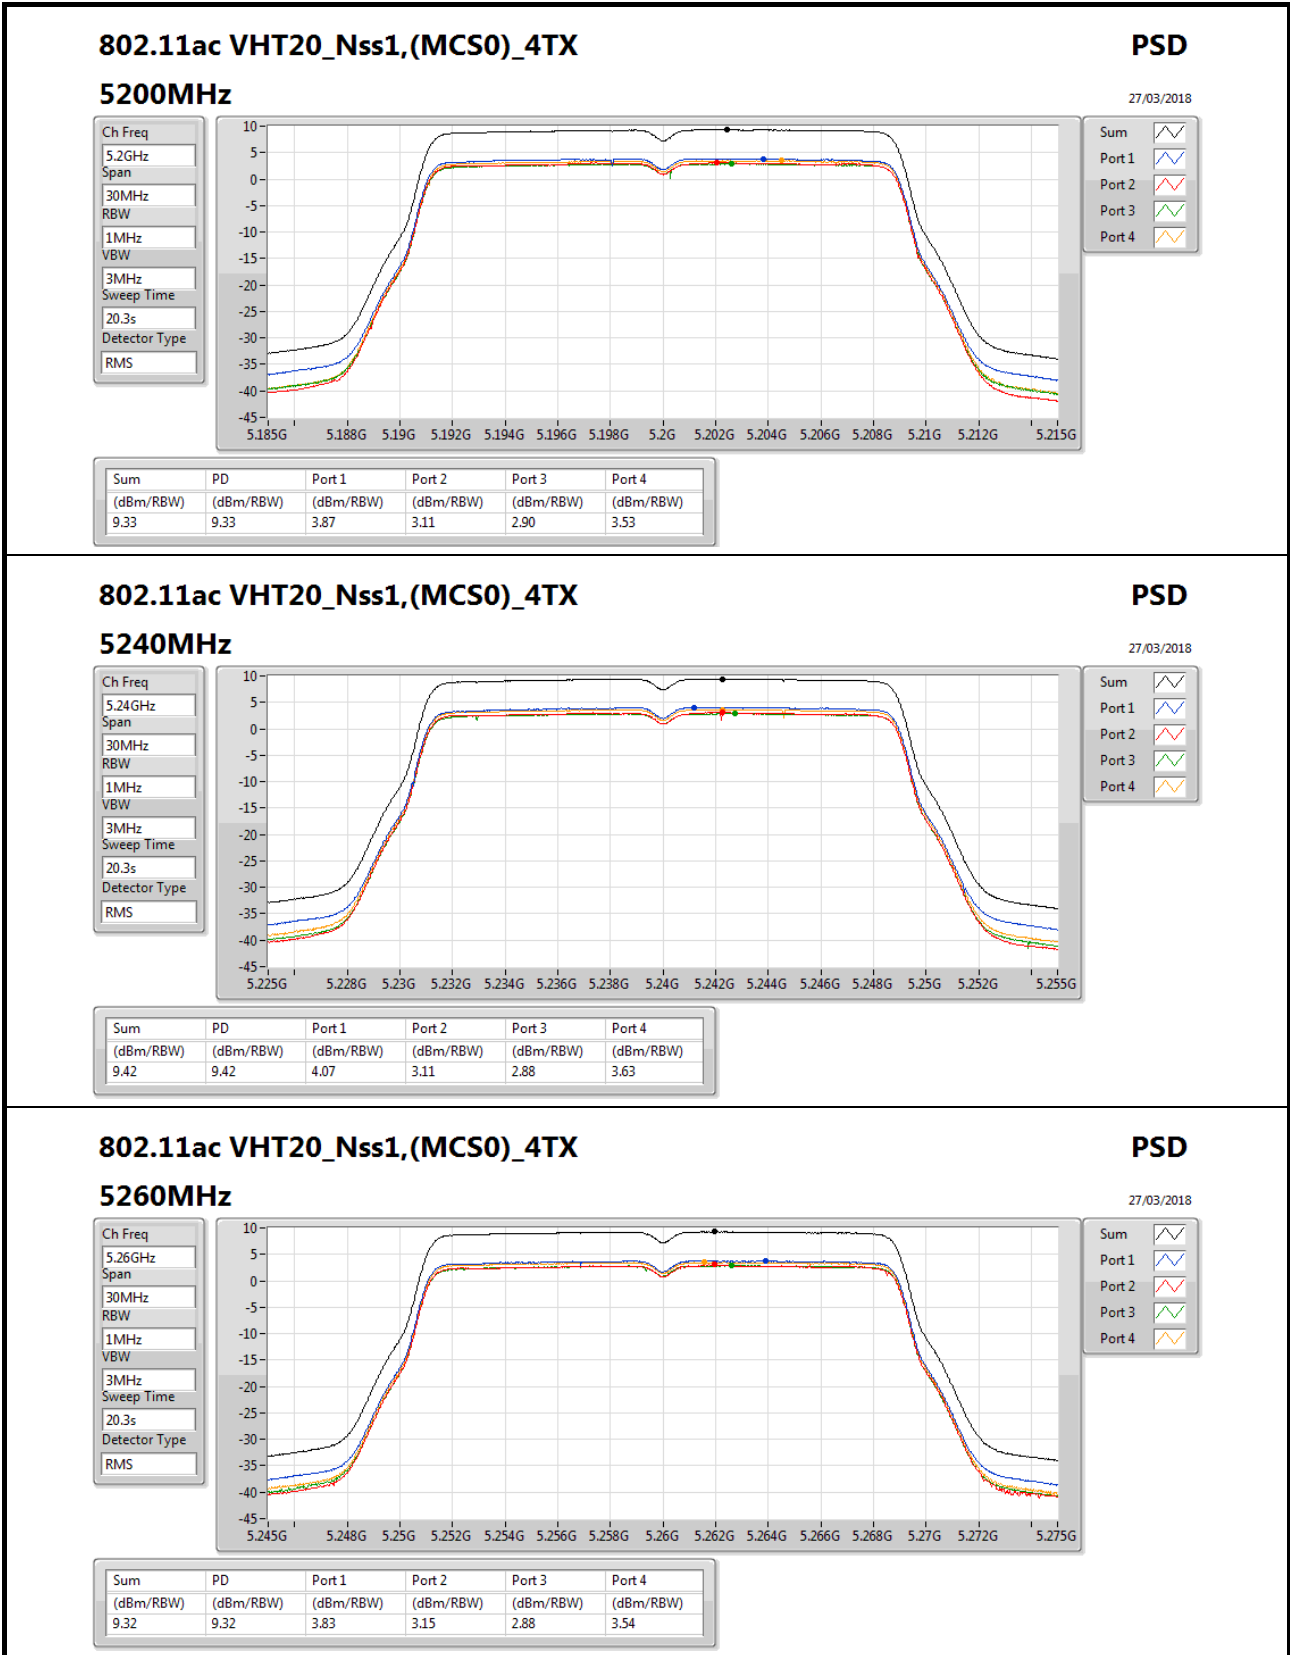 802.11ac VHT20_Nss1,(MCS0)_4TX PSD
5200MHz 27/03/2018
Ch Freq
5.2GHz
Span
30MHz
RBW
1MHz
VBW
3MHz
Sweep Time
20.3s
Detector Type
RMS
10
5
0
-5
-10
-15
-20
-25
-30
-35
-40
-45
5.185G 5.188G 5.19G 5.192G 5.194G 5.196G 5.198G 5.2G 5.202G 5.204G 5.206G 5.208G 5.21G 5.212G 5.215G
Sum
Port 1
Port 2
Port 3
Port 4
Sum PD Port 1 Port 2 Port 3 Port 4
(dBm/RBW) (dBm/RBW) (dBm/RBW) (dBm/RBW) (dBm/RBW) (dBm/RBW)
9.33 9.33 3.87 3.11 2.90 3.53
802.11ac VHT20_Nss1,(MCS0)_4TX PSD
5240MHz 27/03/2018
Ch Freq
5.24GHz
Span
30MHz
RBW
1MHz
VBW
3MHz
Sweep Time
20.3s
Detector Type
RMS
10
5
0
-5
-10
-15
-20
-25
-30
-35
-40
-45
5.225G 5.228G 5.23G 5.232G 5.234G 5.236G 5.238G 5.24G 5.242G 5.244G 5.246G 5.248G 5.25G 5.252G 5.255G
Sum
Port 1
Port 2
Port 3
Port 4
Sum PD Port 1 Port 2 Port 3 Port 4
(dBm/RBW) (dBm/RBW) (dBm/RBW) (dBm/RBW) (dBm/RBW) (dBm/RBW)
9.42 9.42 4.07 3.11 2.88 3.63
802.11ac VHT20_Nss1,(MCS0)_4TX PSD
5260MHz 27/03/2018
Ch Freq
5.26GHz
Span
30MHz
RBW
1MHz
VBW
3MHz
Sweep Time
20.3s
Detector Type
RMS
10
5
0
-5
-10
-15
-20
-25
-30
-35
-40
-45
5.245G 5.248G 5.25G 5.252G 5.254G 5.256G 5.258G 5.26G 5.262G 5.264G 5.266G 5.268G 5.27G 5.272G 5.275G
Sum
Port 1
Port 2
Port 3
Port 4
Sum PD Port 1 Port 2 Port 3 Port 4
(dBm/RBW) (dBm/RBW) (dBm/RBW) (dBm/RBW) (dBm/RBW) (dBm/RBW)
9.32 9.32 3.83 3.15 2.88 3.54